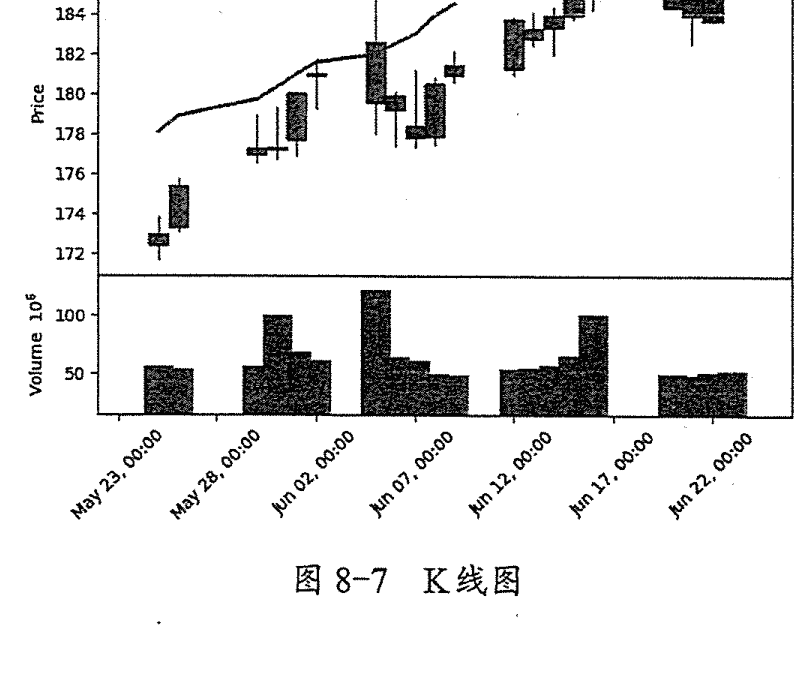 184
182
180
178
176
174
172
Price
100
50
Volume 10⁶
May 23, 00:00
May 28, 00:00
Jun 02, 00:00
Jun 07, 00:00
Jun 12, 00:00
Jun 17, 00:00
Jun 22, 00:00
图 8-7 K线图